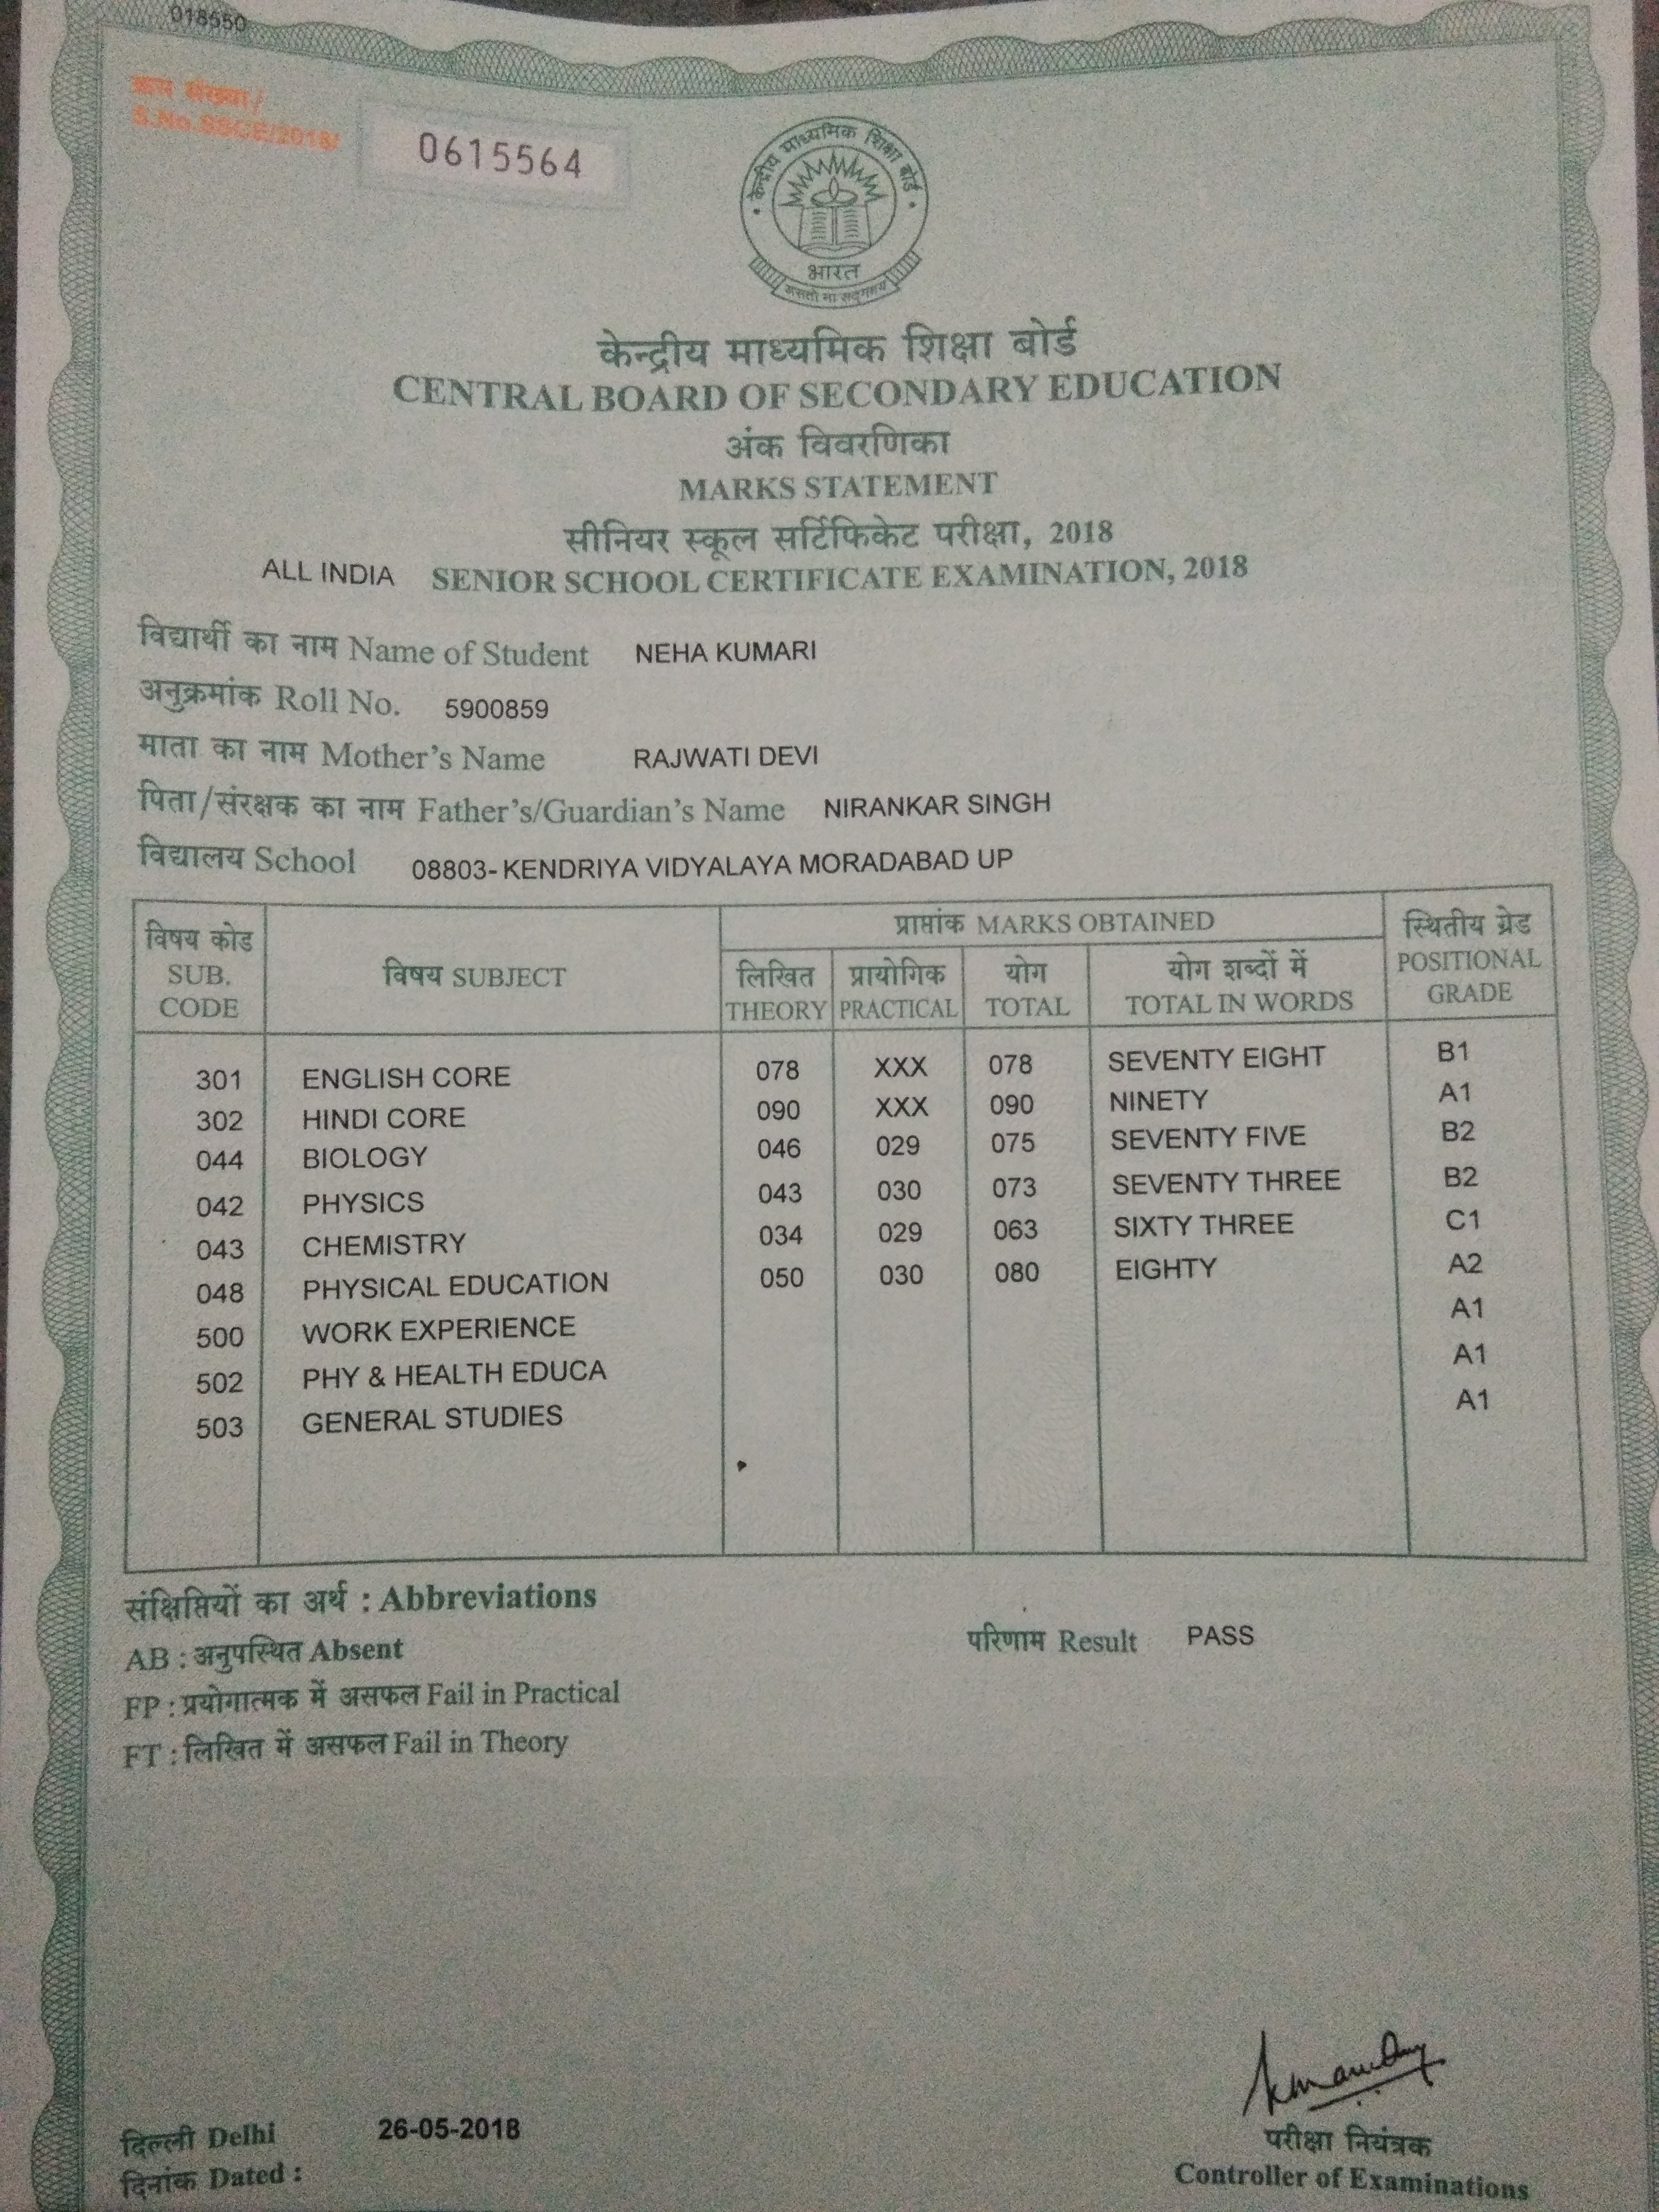 018550
क्रम संख्या/
S.No.SSCE/2018/
0615564
केन्द्रीय माध्यमिक शिक्षा बोर्ड
भारत
असतो मा सद्गमय
केन्द्रीय माध्यमिक शिक्षा बोर्ड
CENTRAL BOARD OF SECONDARY EDUCATION
अंक विवरणिका
MARKS STATEMENT
सीनियर स्कूल सर्टिफिकेट परीक्षा, 2018
ALL INDIA SENIOR SCHOOL CERTIFICATE EXAMINATION, 2018
विद्यार्थी का नाम Name of Student NEHA KUMARI
अनुक्रमांक Roll No. 5900859
माता का नाम Mother's Name RAJWATI DEVI
पिता/संरक्षक का नाम Father's/Guardian's Name NIRANKAR SINGH
विद्यालय School 08803- KENDRIYA VIDYALAYA MORADABAD UP
विषय कोड SUB. CODE विषय SUBJECT प्राप्तांक MARKS OBTAINED स्थितीय ग्रेड POSITIONAL GRADE
लिखित THEORY प्रायोगिक PRACTICAL योग TOTAL योग शब्दों में TOTAL IN WORDS
301 ENGLISH CORE 078 XXX 078 SEVENTY EIGHT B1
302 HINDI CORE 090 XXX 090 NINETY A1
044 BIOLOGY 046 029 075 SEVENTY FIVE B2
042 PHYSICS 043 030 073 SEVENTY THREE B2
043 CHEMISTRY 034 029 063 SIXTY THREE C1
048 PHYSICAL EDUCATION 050 030 080 EIGHTY A2
500 WORK EXPERIENCE A1
502 PHY & HEALTH EDUCA A1
503 GENERAL STUDIES A1
संक्षिप्तियों का अर्थ : Abbreviations
AB : अनुपस्थित Absent
परिणाम Result PASS
FP : प्रयोगात्मक में असफल Fail in Practical
FT : लिखित में असफल Fail in Theory
दिल्ली Delhi 26-05-2018
दिनांक Dated :
परीक्षा नियंत्रक
Controller of Examinations